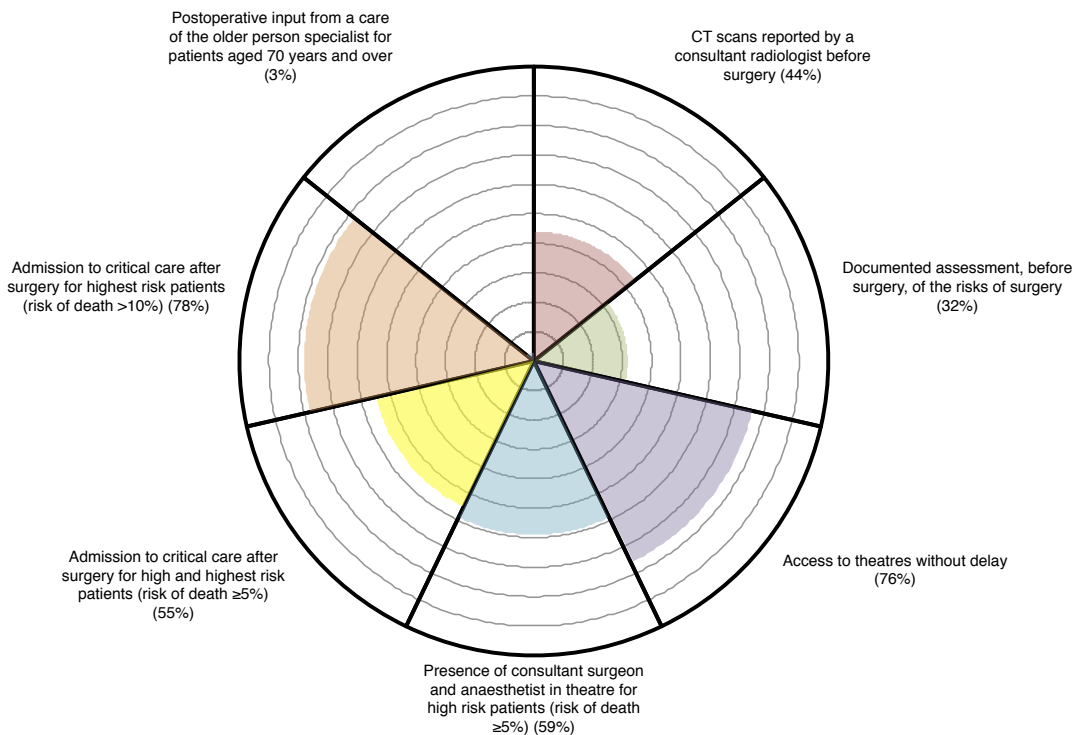 Postoperative input from a care
of the older person specialist for
patients aged 70 years and over
(3%)
CT scans reported by a
consultant radiologist before
surgery (44%)
Admission to critical care after
surgery for highest risk patients
(risk of death >10%) (78%)
Documented assessment, before
surgery, of the risks of surgery
(32%)
Admission to critical care after
surgery for high and highest risk
patients (risk of death ≥5%)
(55%)
Access to theatres without delay
(76%)
Presence of consultant surgeon
and anaesthetist in theatre for
high risk patients (risk of death
≥5%) (59%)